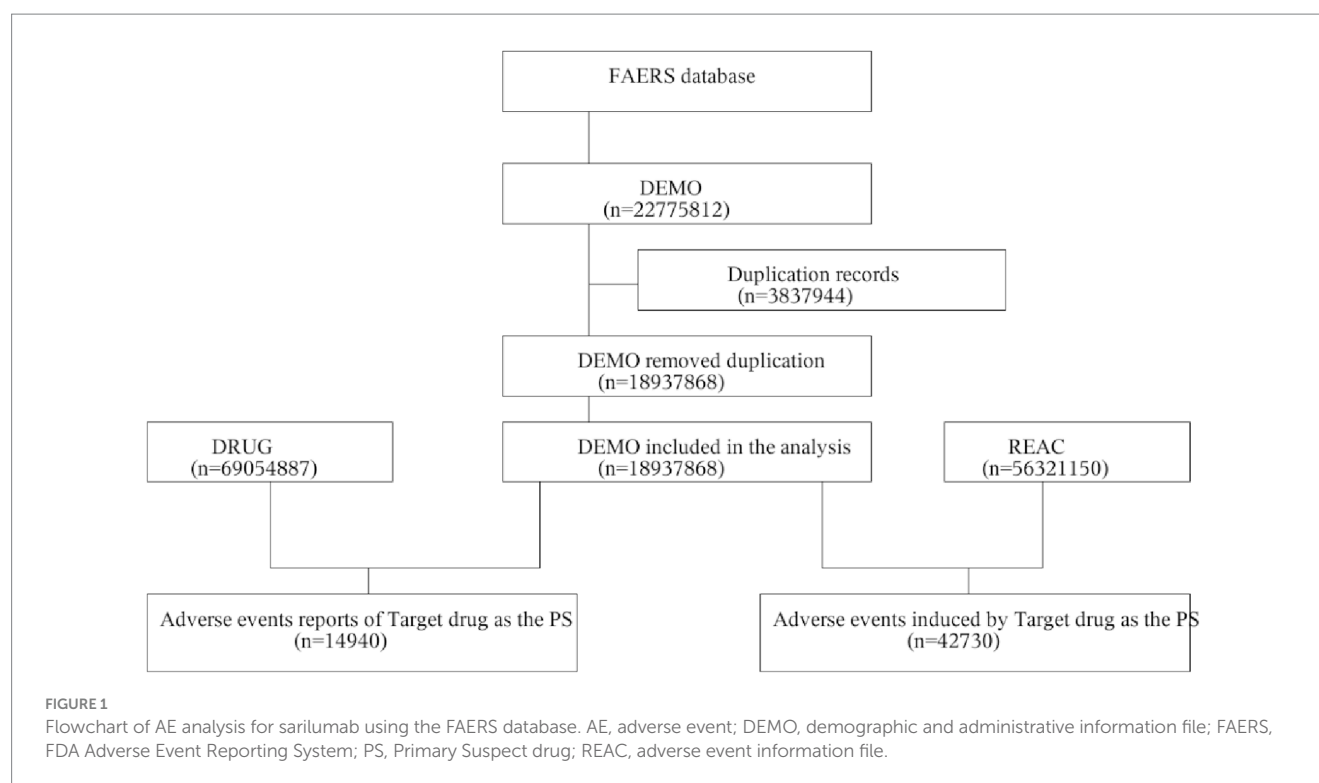 FAERS database
DEMO
(n=22775812)
Duplication records
(n=3837944)
DEMO removed duplication
(n=18937868)
DRUG
(n=69054887)
DEMO included in the analysis
(n=18937868)
REAC
(n=56321150)
Adverse events reports of Target drug as the PS
(n=14940)
Adverse events induced by Target drug as the PS
(n=42730)
FIGURE 1
Flowchart of AE analysis for sarilumab using the FAERS database. AE, adverse event; DEMO, demographic and administrative information file; FAERS,
FDA Adverse Event Reporting System; PS, Primary Suspect drug; REAC, adverse event information file.